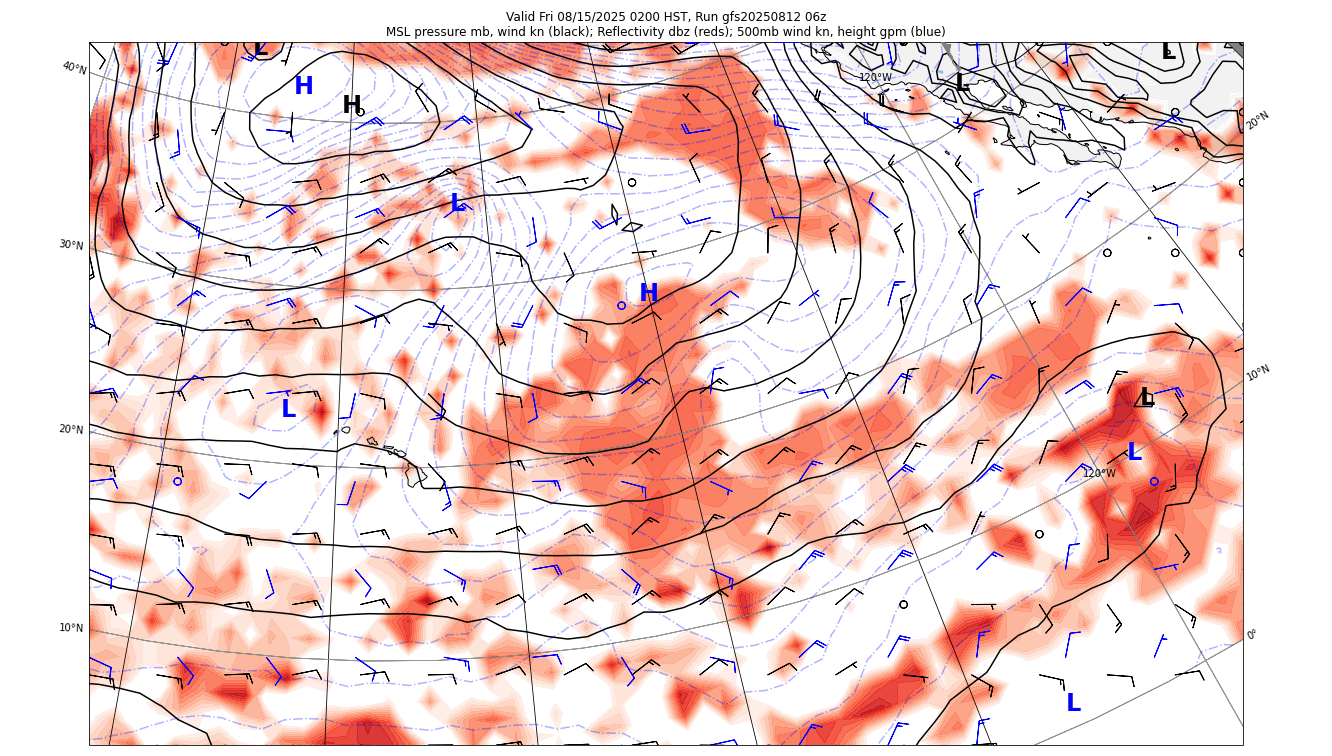 Valid Fri 08/15/2025 0200 HST, Run gfs20250812 06z
MSL pressure mb, wind kn (black); Reflectivity dbz (reds); 500mb wind kn, height gpm (blue)
L
L
40°N
H
120°W
L
H
20°N
L
30°N
H
10°N
L
L
20°N
L
120°W
10°N
0°
L